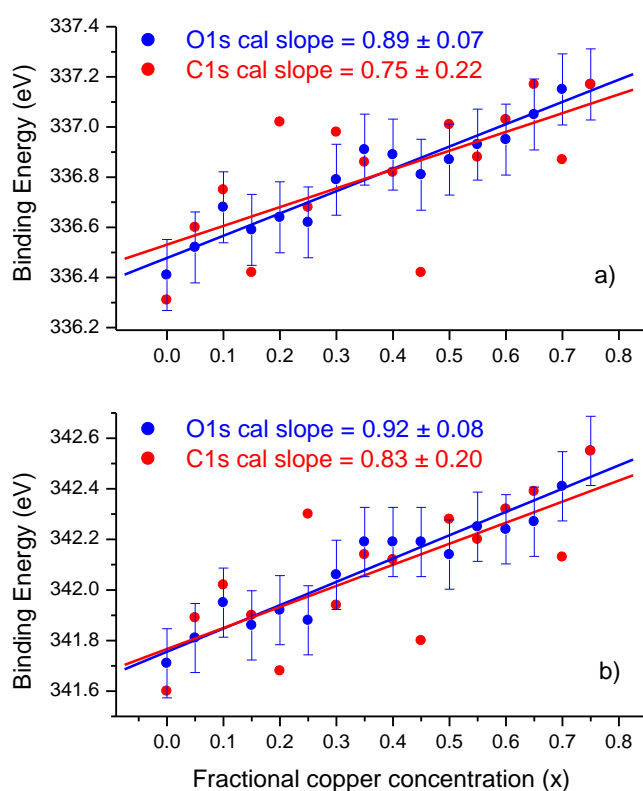 337.4
O1s cal slope = 0.89 ± 0.07
337.2
C1s cal slope = 0.75 ± 0.22
337.0
336.8
336.6
336.4
a)
336.2
Binding Energy (eV)
0.0 0.1 0.2 0.3 0.4 0.5 0.6 0.7 0.8
O1s cal slope = 0.92 ± 0.08
342.6
C1s cal slope = 0.83 ± 0.20
342.4
342.2
342.0
341.8
b)
341.6
Binding Energy (eV)
0.0 0.1 0.2 0.3 0.4 0.5 0.6 0.7 0.8
Fractional copper concentration (x)